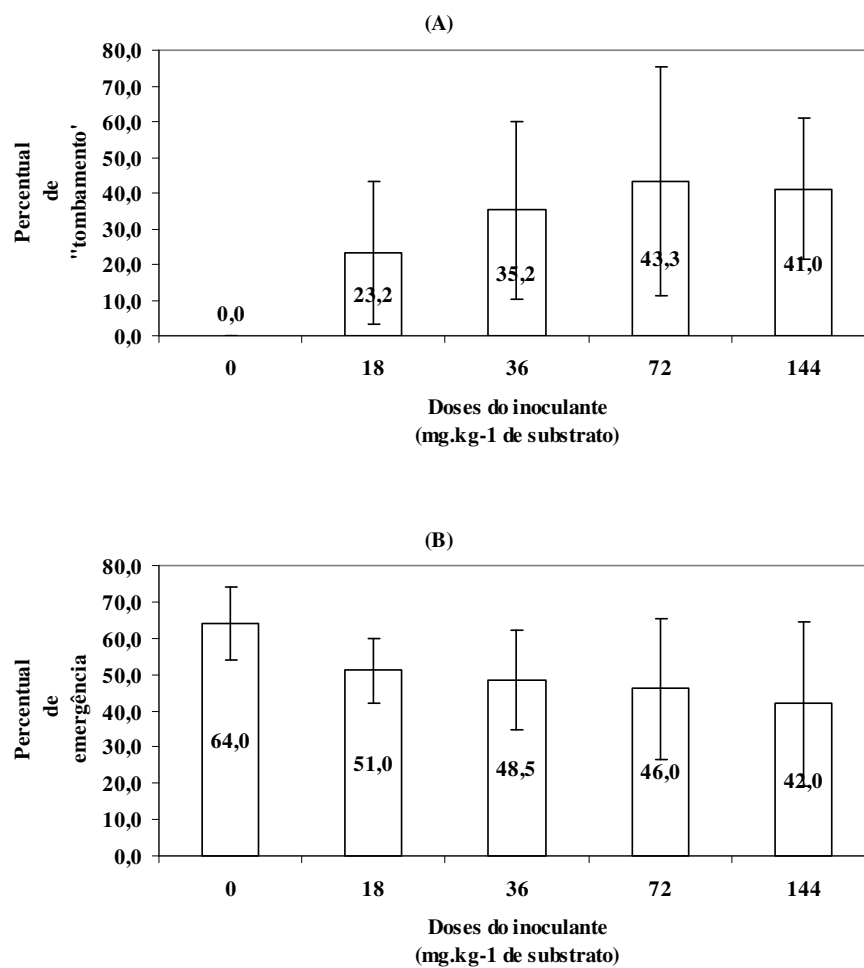 (A)
80,0
70,0
60,0
50,0
40,0
30,0
20,0
10,0
0,0
Percentual
de
"tombamento'
0,0
23,2
35,2
43,3
41,0
0 18 36 72 144
Doses do inoculante
(mg.kg-1 de substrato)
(B)
80,0
70,0
60,0
50,0
40,0
30,0
20,0
10,0
0,0
Percentual
de
emergência
64,0
51,0
48,5
46,0
42,0
0 18 36 72 144
Doses do inoculante
(mg.kg-1 de substrato)